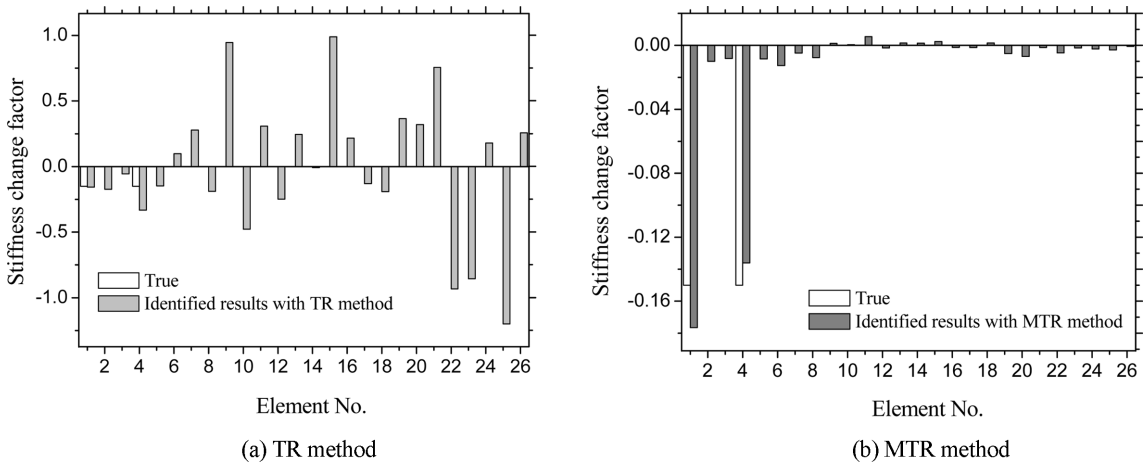 1.0
0.5
0.0
-0.5
-1.0
Stiffness change factor
True
Identified results with TR method
2 4 6 8 10 12 14 16 18 20 22 24 26
Element No.
(a) TR method
0.00
-0.04
-0.08
-0.12
-0.16
Stiffness change factor
True
Identified results with MTR method
2 4 6 8 10 12 14 16 18 20 22 24 26
Element No.
(b) MTR method